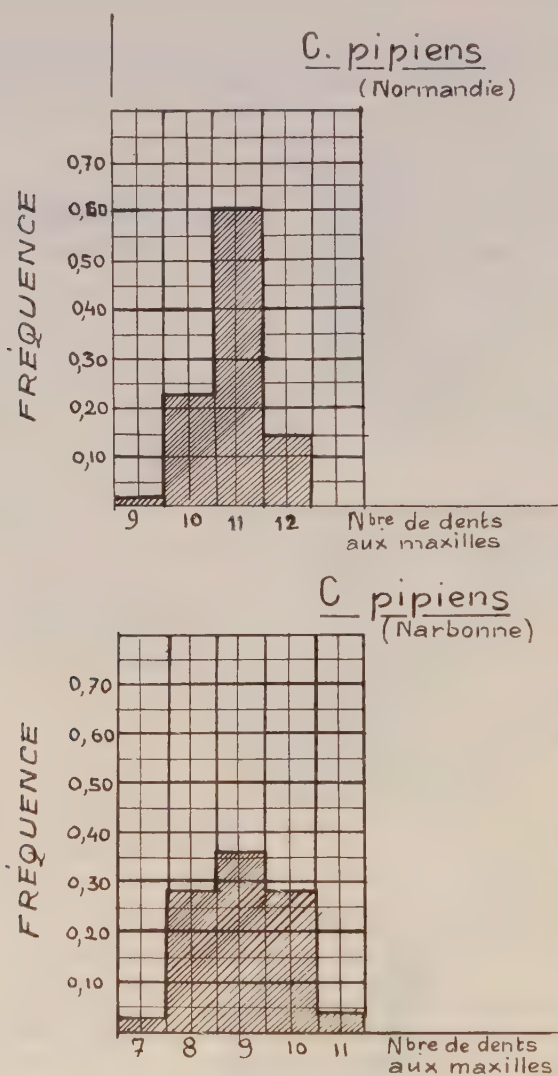 C. pipiens
(Normandie)
FRÉQUENCE
0,70
0,60
0,50
0,40
0,30
0,20
0,10
9 10 11 12
Nbre de dents
aux maxilles
C pipiens
(Narbonne)
FRÉQUENCE
0,70
0,60
0,50
0,40
0,30
0,20
0,10
7 8 9 10 11
Nbre de dents
aux maxilles